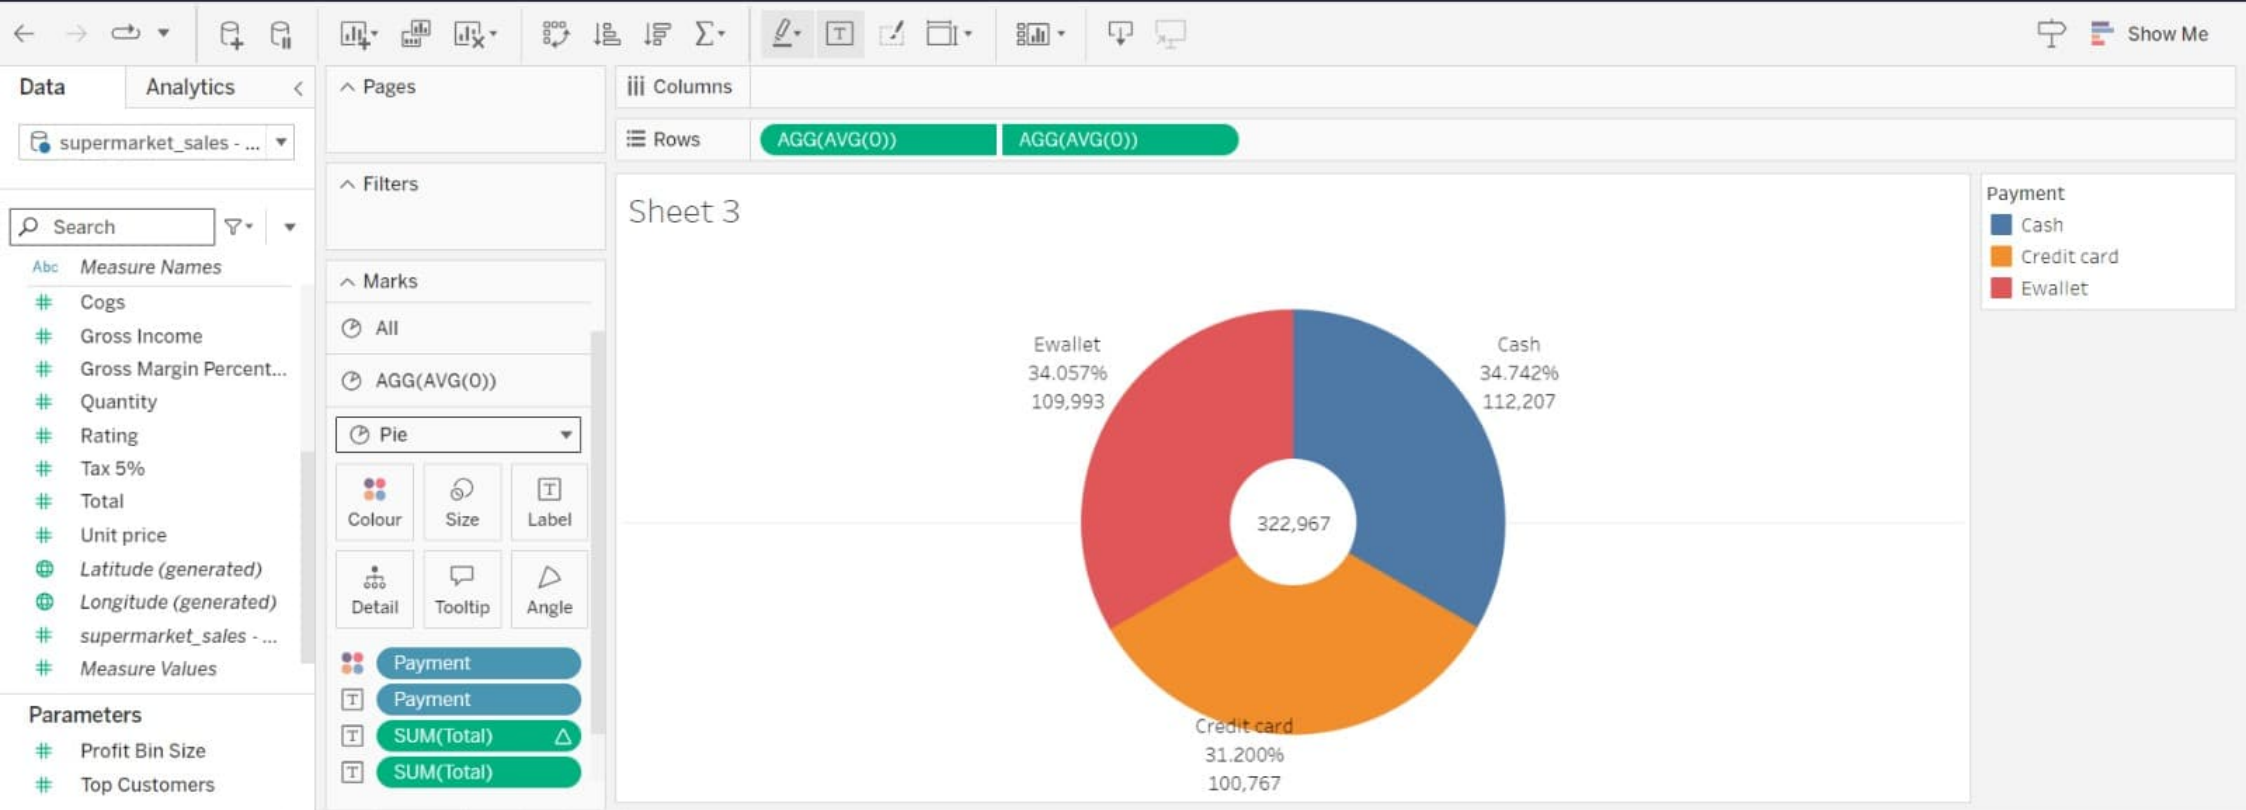 Show Me
Data
Analytics
supermarket_sales - ...
Search
Abc Measure Names
Cogs
Gross Income
Gross Margin Percent...
Quantity
Rating
Tax 5%
Total
Unit price
Latitude (generated)
Longitude (generated)
supermarket_sales - ...
Measure Values
Parameters
Profit Bin Size
Top Customers
Pages
Filters
Marks
All
AGG(AVG(0))
Pie
Colour
Size
T
Label
Detail
Tooltip
Angle
Payment
T Payment
T SUM(Total)
T SUM(Total)
Columns
Rows
AGG(AVG(0))
AGG(AVG(0))
Sheet 3
Ewallet
34.057%
109,993
Cash
34.742%
112,207
322,967
Credit card
31.200%
100,767
Payment
Cash
Credit card
Ewallet